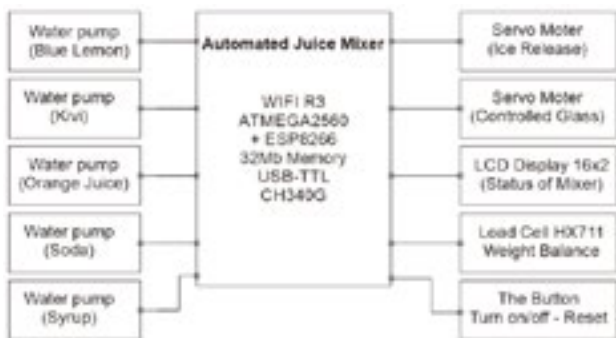 Water pump
(Blue Lemon)
Water pump
(Kivi)
Water pump
(Orange Juice)
Water pump
(Soda)
Water pump
(Syrup)
Automated Juice Mixer
WIFI R3
ATMEGA2560
+ ESP8266
32Mb Memory
USB-TTL
CH340G
Servo Moter
(Ice Release)
Servo Moter
(Controlled Glass)
LCD Display 16x2
(Status of Mixer)
Load Cell HX711
Weight Balance
The Button
Turn on/off - Reset